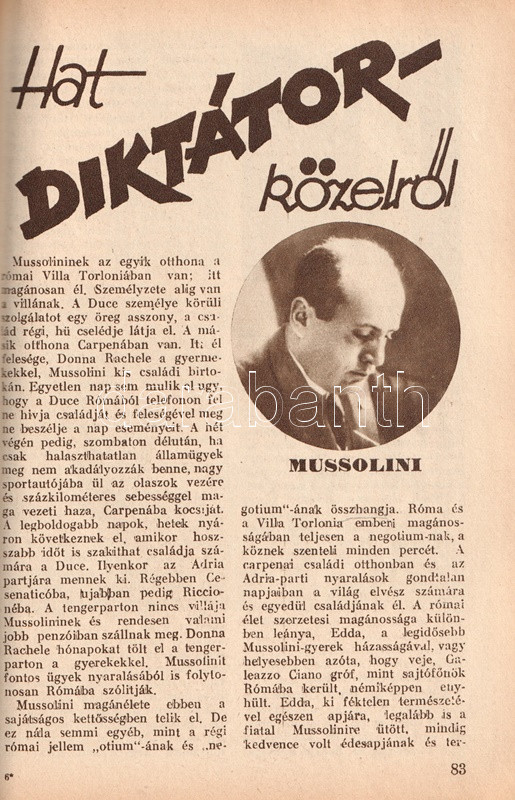 Hat
DIKTÁTOR-
közelről
Mussolininek az egyik otthona a
római Villa Torloniában van; itt
magánosan él. Személyzete alig van
a villának. A Duce személye körüli
szolgálatot egy öreg asszony, a csa-
lád régi, hű cselédje látja el. A má-
sik otthona Carpenában van. Itt él
felesége, Donna Rachele a gyerme-
kekkel, Mussolini kis családi birto-
kán. Egyetlen nap sem mulik el ugy,
hogy a Duce Rómából telefonon fel
ne hivja családját és feleségével meg
ne beszélje a nap eseményeit. A hét
végén pedig, szombaton délután, ha
csak halaszthatatlan államügyek
meg nem akadályozzák benne, nagy
sportautójába ül az olaszok vezére
és százkilométeres sebességgel ma-
ga vezeti haza, Carpenába kocsiját.
A legboldogabb napok, hetek nyá-
ron következnek el, amikor hosz-
szabb időt is szakithat családja szá-
mára a Duce. Ilyenkor az Adria
partjára mennek ki. Régebben Ce-
senaticóba, ujabban pedig Riccio-
néba. A tengerparton nincs villája
Mussolininek és rendesen valami
jobb penzióban szállnak meg. Donna
Rachele hónapokat tölt el a tenger-
parton a gyerekekkel. Mussolinit
fontos ügyek nyaralásából is folyto-
nosan Rómába szólitják.
Mussolini magánélete ebben a
sajátságos kettősségben telik el. De
ez nála semmi egyéb, mint a régi
római jellem „otium"-ának és „ne-
6*
MUSSOLINI
gotium"-ának összhangja. Róma és
a Villa Torlonia emberi magános-
ságában teljesen a negotium-nak, a
köznek szenteli minden percét. A
carpenai családi otthonban és az
Adria-parti nyaralások gondtalan
napjaiban a világ elvész számára
és egyedül családjának él. A római
élet szerzetesi magánossága külön-
ben leánya, Edda, a legidősebb
Mussolini-gyerek házasságával, vagy
helyesebben azóta, hogy veje, Ga-
leazzo Ciano gróf, mint sajtófőnök
Rómába került, némiképpen eny-
hült. Edda, ki féktelen természeté-
vel egészen apjára, legalább is a
fiatal Mussolinire ütött, mindig
kedvence volt édesapjának és ter-
83
darabanth.com